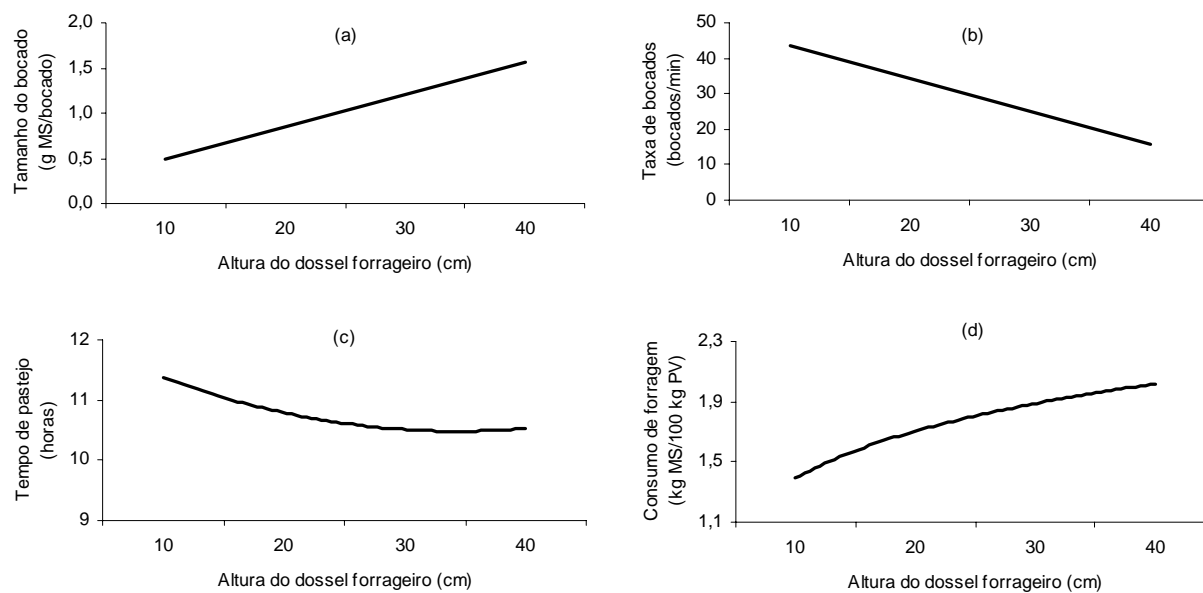 (a)
Tamanho do bocado
(g MS/bocado)
2,0
1,5
1,0
0,5
0,0
10 20 30 40
Altura do dossel forrageiro (cm)
(b)
Taxa de bocados
(bocados/min)
50
40
30
20
10
0
10 20 30 40
Altura do dossel forrageiro (cm)
(c)
Tempo de pastejo
(horas)
12
11
10
9
10 20 30 40
Altura do dossel forrageiro (cm)
(d)
Consumo de forragem
(kg MS/100 kg PV)
2,3
1,9
1,5
1,1
10 20 30 40
Altura do dossel forrageiro (cm)